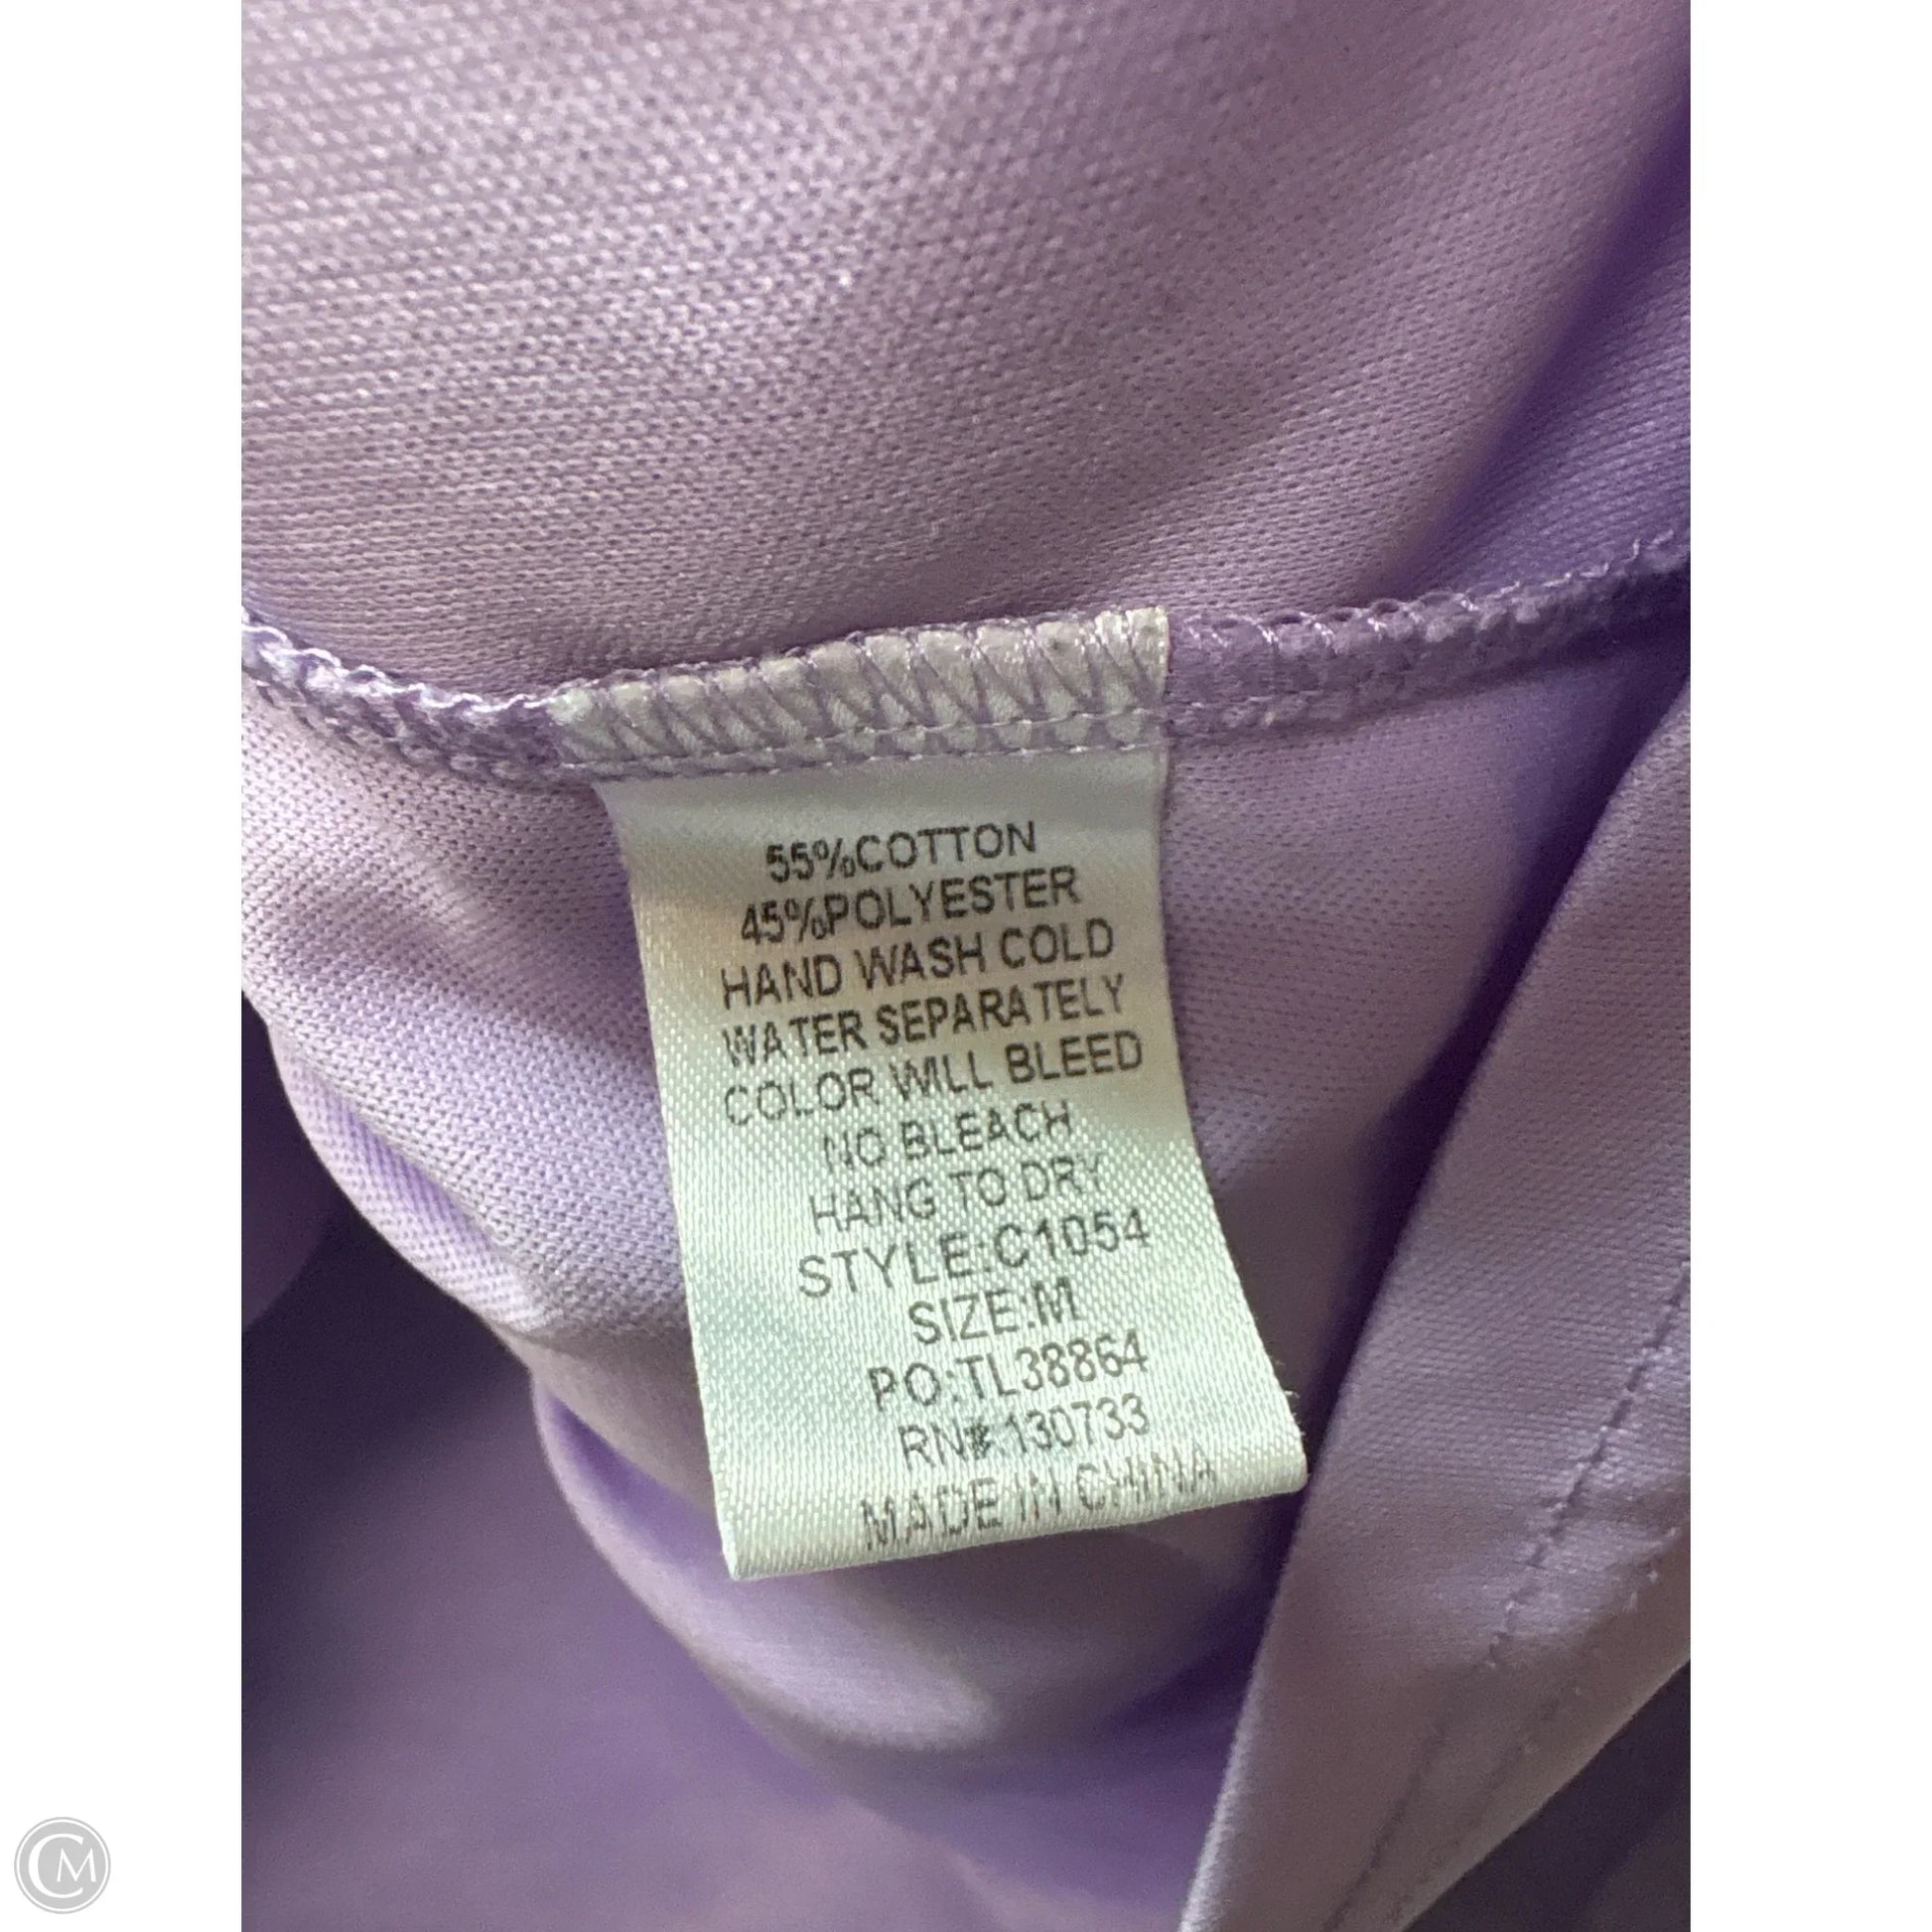 55%COTTON
45%POLYESTER
HAND WASH COLD
WATER SEPARATELY
COLOR WILL BLEED
NO BLEACH
HANG TO DRY
STYLE:C1054
SIZE:M
PO:TL38864
RN#:130733
MADE IN CHINA
CM